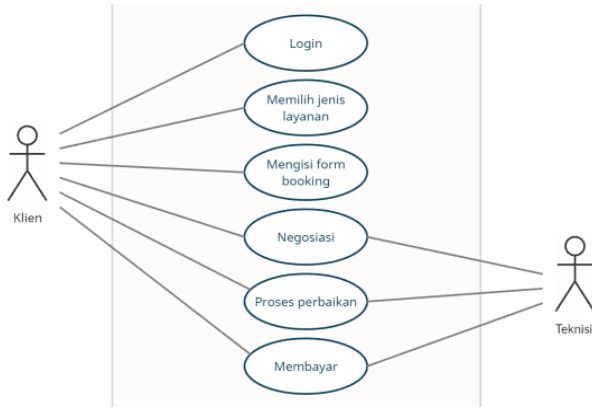 Login
Memilih jenis
layanan
Mengisi form
booking
Klien
Negosiasi
Proses perbaikan
Teknisi
Membayar